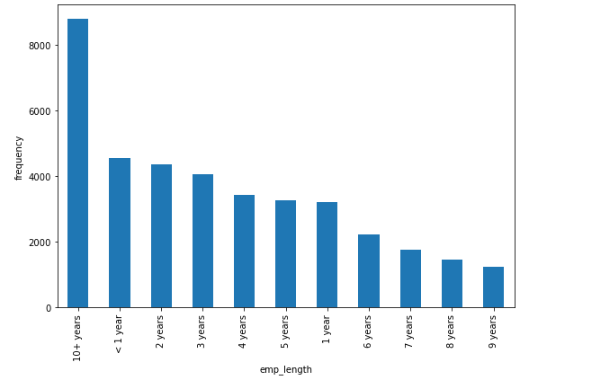 8000
6000
4000
2000
0
frequency
10+ years
< 1 year
2 years
3 years
4 years
5 years
1 year
6 years
7 years
8 years
9 years
emp_length